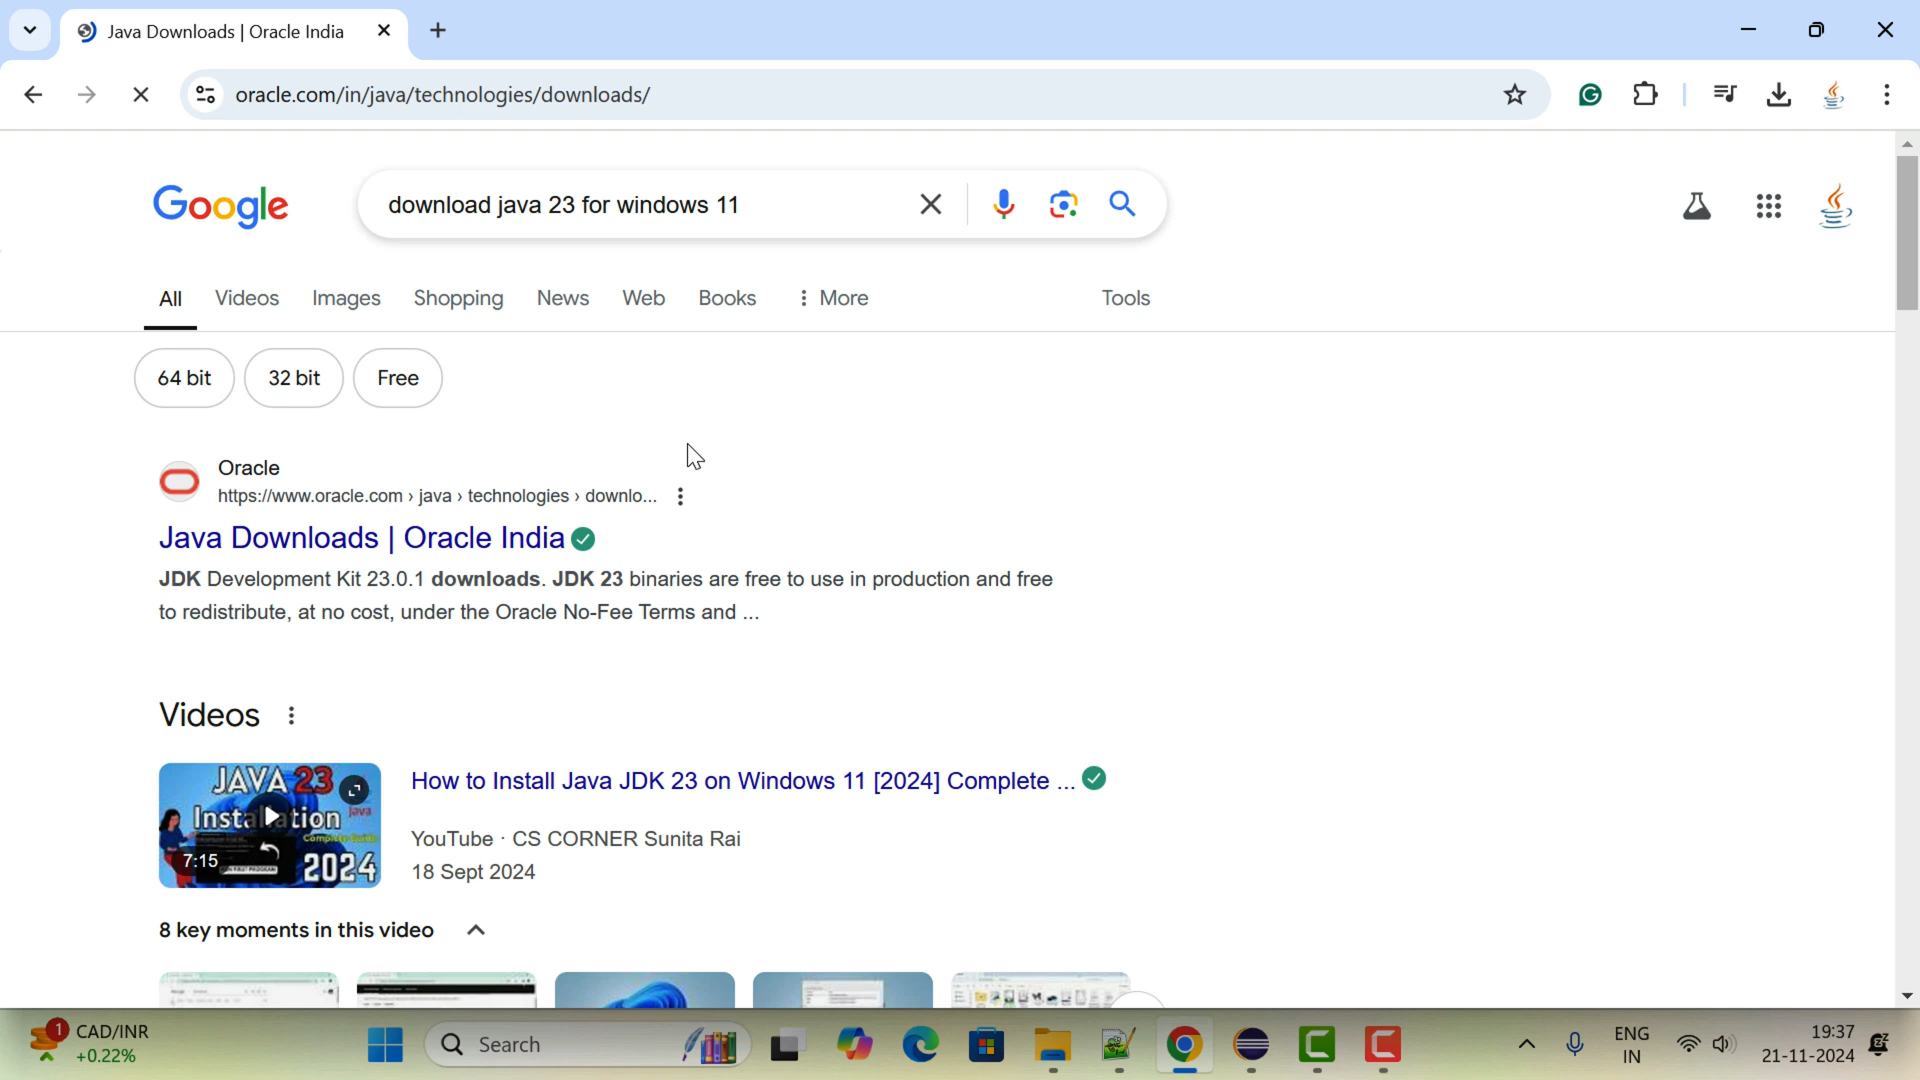 Java Downloads | Oracle India
oracle.com/in/java/technologies/downloads/
Google
download java 23 for windows 11
All
Videos
Images
Shopping
News
Web
Books
More
Tools
64 bit
32 bit
Free
Oracle
https://www.oracle.com › java › technologies › downlo...
Java Downloads | Oracle India
JDK Development Kit 23.0.1 downloads. JDK 23 binaries are free to use in production and free
to redistribute, at no cost, under the Oracle No-Fee Terms and ...
Videos
JAVA 23
Installation
Java
Complete Guide
7:15
2024
How to Install Java JDK 23 on Windows 11 [2024] Complete ...
YouTube · CS CORNER Sunita Rai
18 Sept 2024
8 key moments in this video
1
CAD/INR
+0.22%
Search
ENG
IN
19:37
21-11-2024